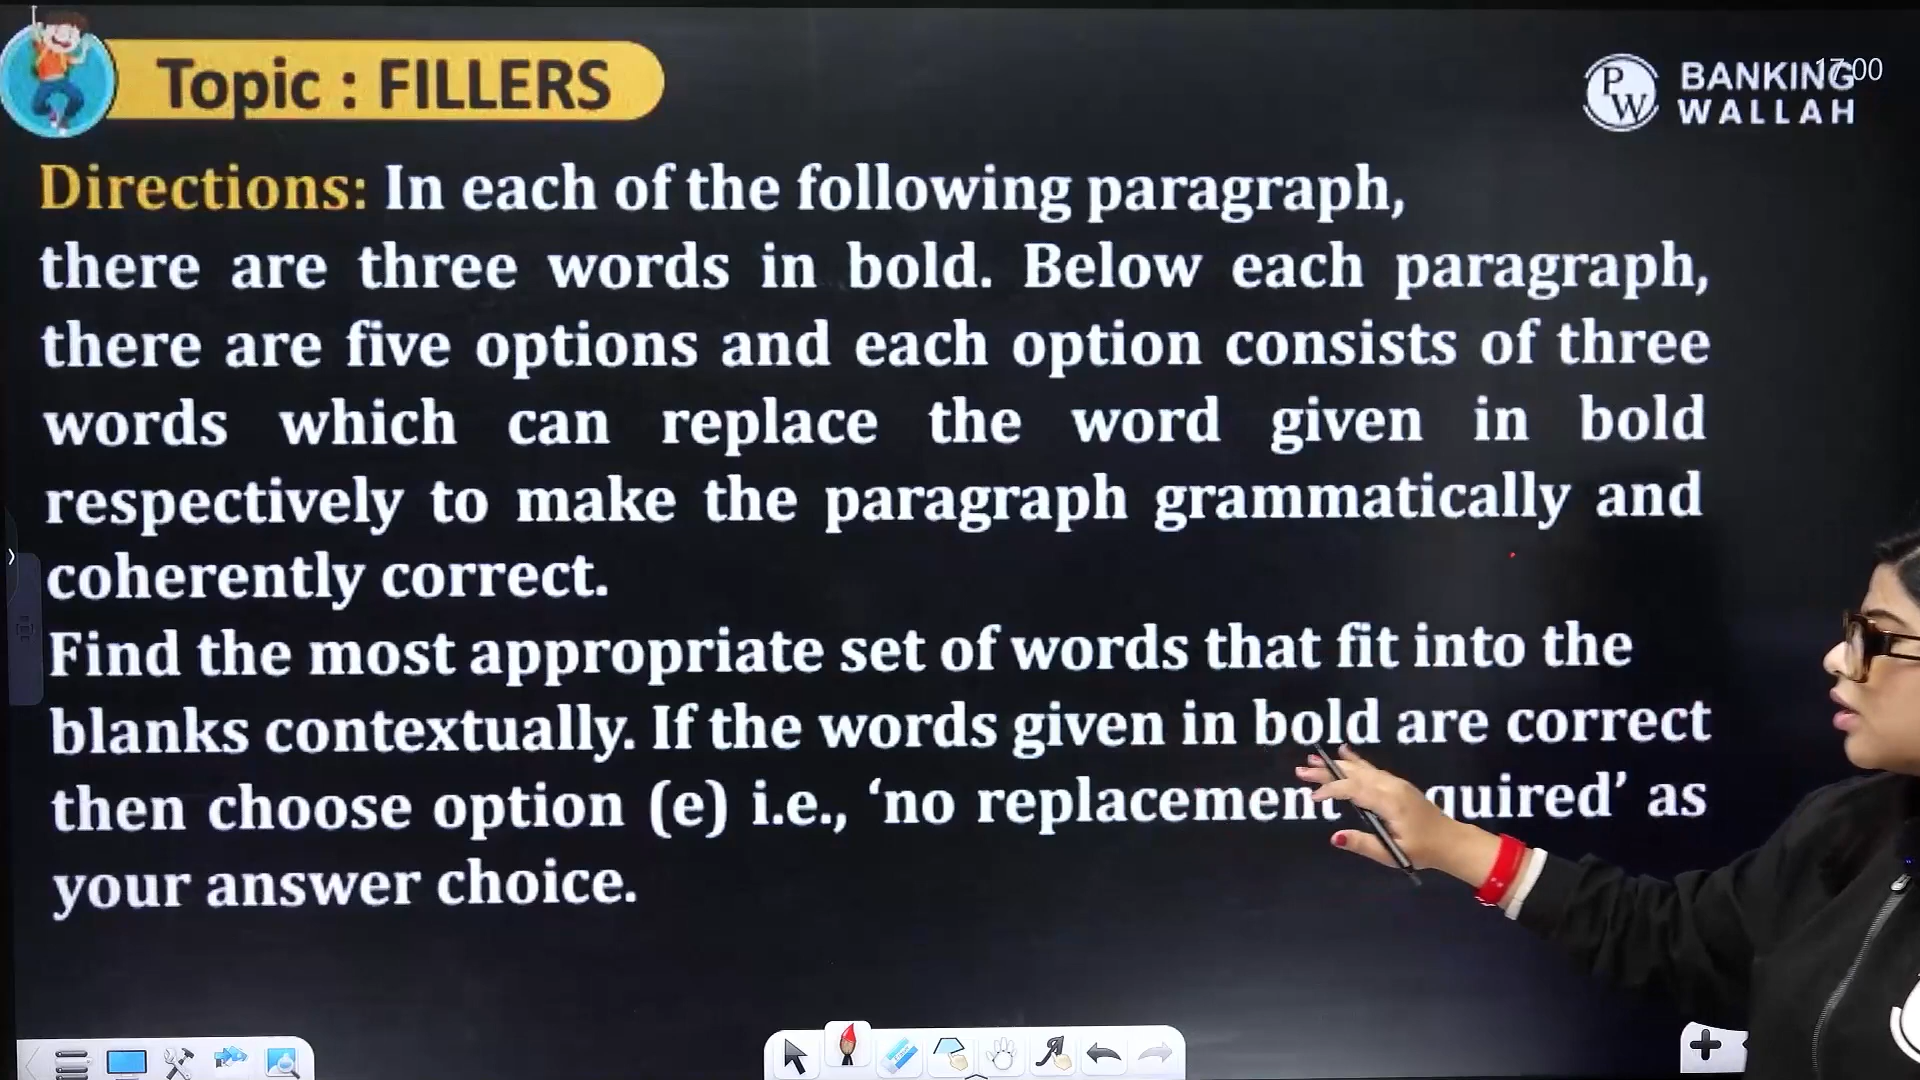 Topic : FILLERS
PW BANKING WALLAH
17:00
Directions: In each of the following paragraph,
there are three words in bold. Below each paragraph,
there are five options and each option consists of three
words which can replace the word given in bold
respectively to make the paragraph grammatically and
coherently correct.
Find the most appropriate set of words that fit into the
blanks contextually. If the words given in bold are correct
then choose option (e) i.e., ‘no replacement as
your answer choice.